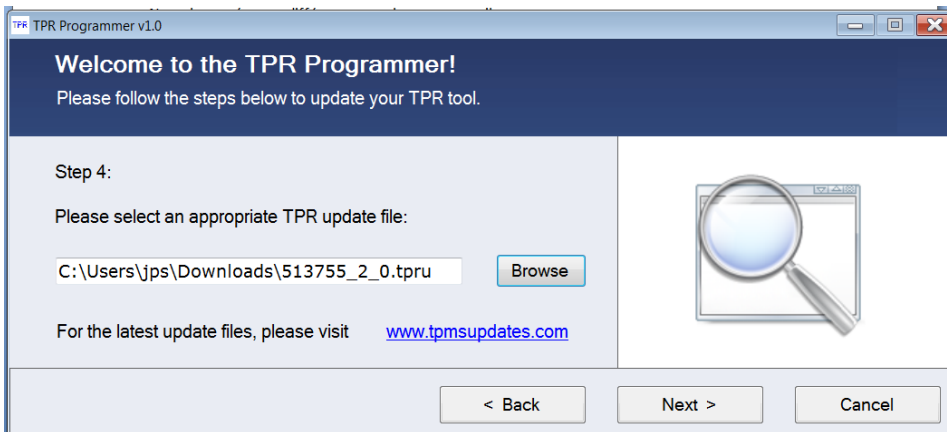 TPR TPR Programmer v1.0
Welcome to the TPR Programmer!
Please follow the steps below to update your TPR tool.
Step 4:
Please select an appropriate TPR update file:
C:\Users\jps\Downloads\513755_2_0.tpru Browse
For the latest update files, please visit www.tpmsupdates.com
< Back Next > Cancel